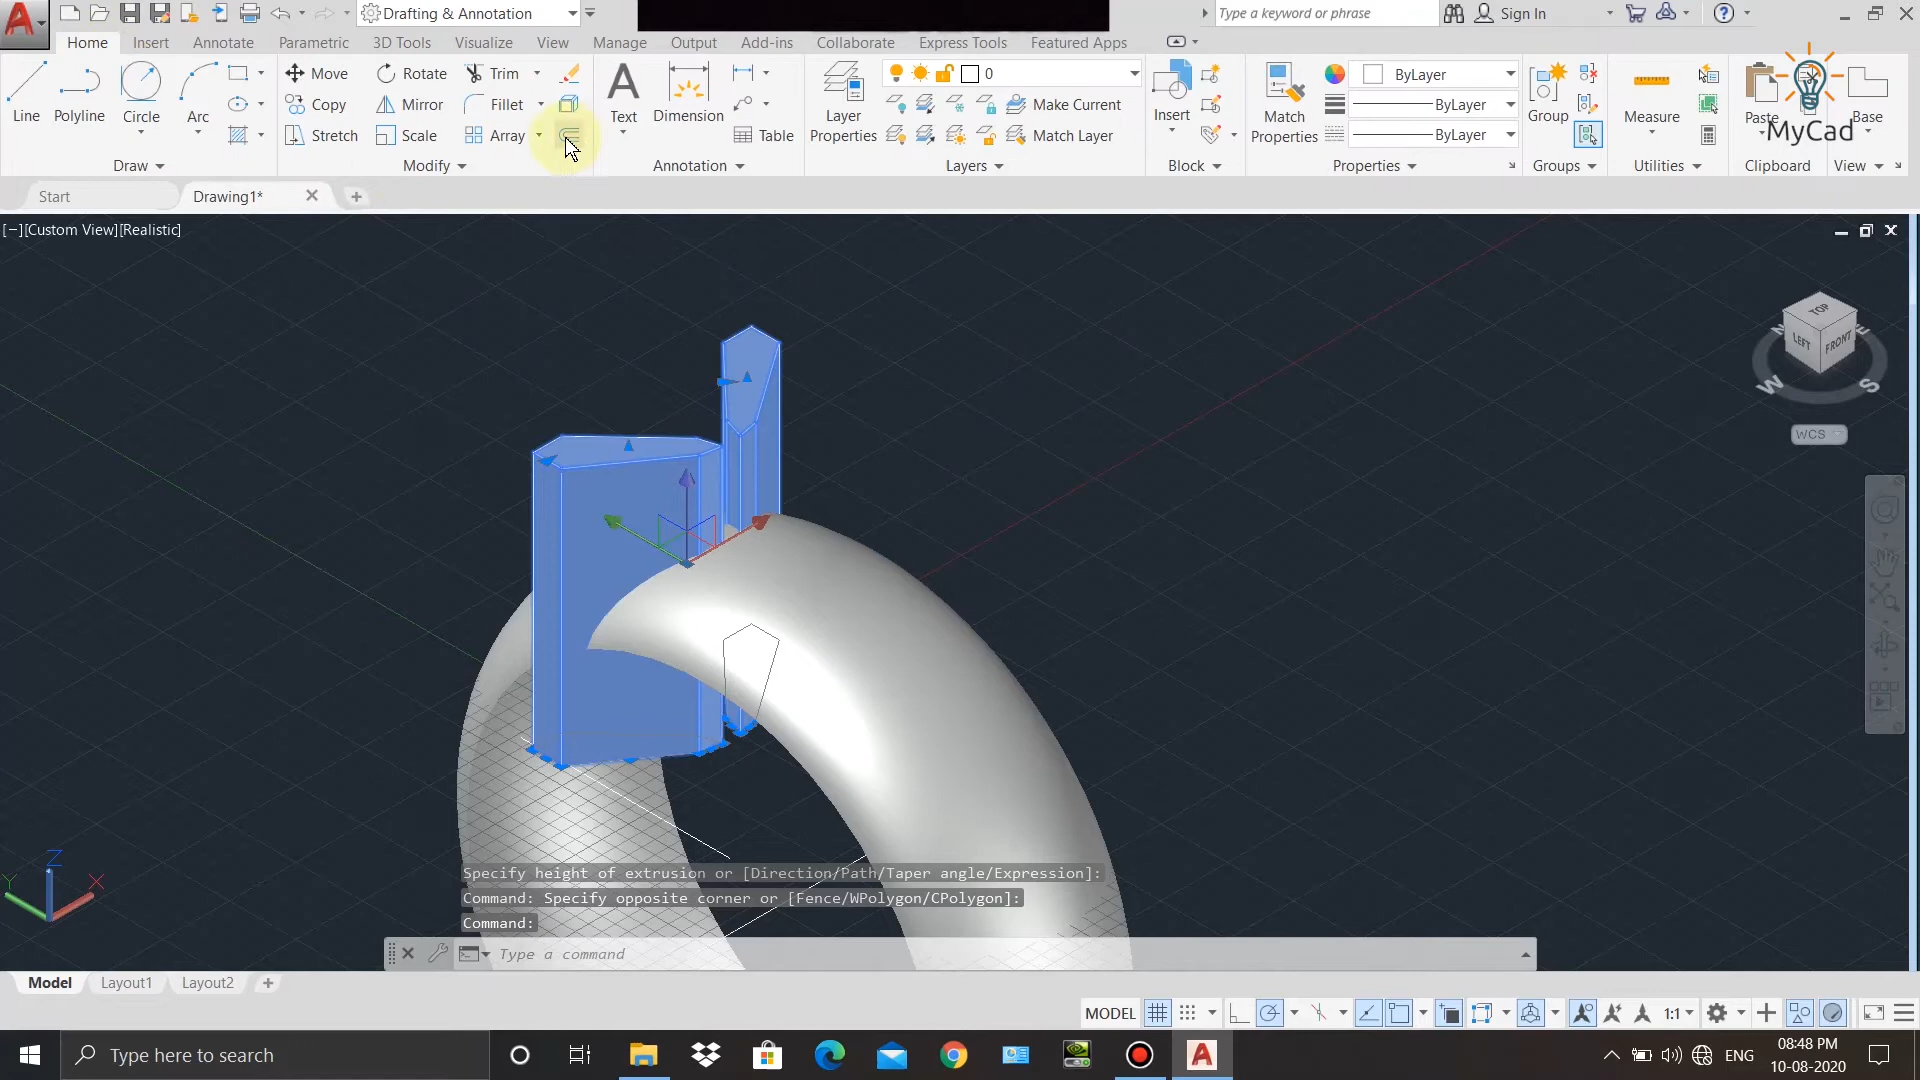 Drafting & Annotation
Type a keyword or phrase
Sign In
Home
Insert
Annotate
Parametric
3D Tools
Visualize
View
Manage
Output
Add-ins
Collaborate
Express Tools
Featured Apps
Line
Polyline
Circle
Arc
Draw
Move
Copy
Stretch
Rotate
Mirror
Scale
Trim
Fillet
Array
Modify
A
Text
Dimension
Table
Annotation
Layer
Properties
0
Make Current
Match Layer
Layers
Insert
Block
Match
Properties
ByLayer
ByLayer
ByLayer
Properties
Group
Groups
Measure
Utilities
Paste
Clipboard
Base
View
MyCad
Start
Drawing1*
[−][Custom View][Realistic]
TOP
LEFT
FRONT
N
E
W
S
WCS
Z
Y
X
Specify height of extrusion or [Direction/Path/Taper angle/Expression]:
Command: Specify opposite corner or [Fence/WPolygon/CPolygon]:
Command:
Type a command
Model
Layout1
Layout2
MODEL
1:1
Type here to search
ENG
08:48 PM
10-08-2020